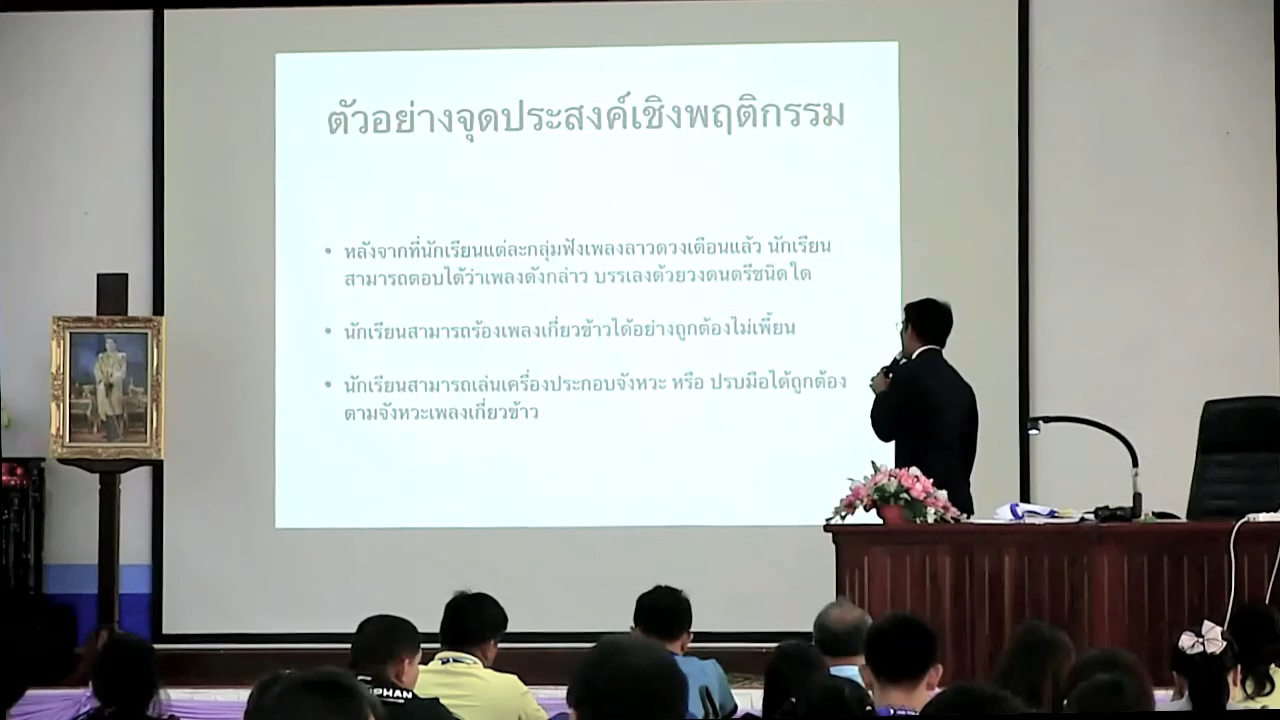 ตัวอย่างจุดประสงค์เชิงพฤติกรรม
• หลังจากที่นักเรียนแต่ละกลุ่มฟังเพลงลาวดวงเดือนแล้ว นักเรียน
สามารถตอบได้ว่าเพลงดังกล่าว บรรเลงด้วยวงดนตรีชนิดใด
• นักเรียนสามารถร้องเพลงเกี่ยวข้าวได้อย่างถูกต้องไม่เพี้ยน
• นักเรียนสามารถเล่นเครื่องประกอบจังหวะ หรือ ปรบมือได้ถูกต้อง
ตามจังหวะเพลงเกี่ยวข้าว